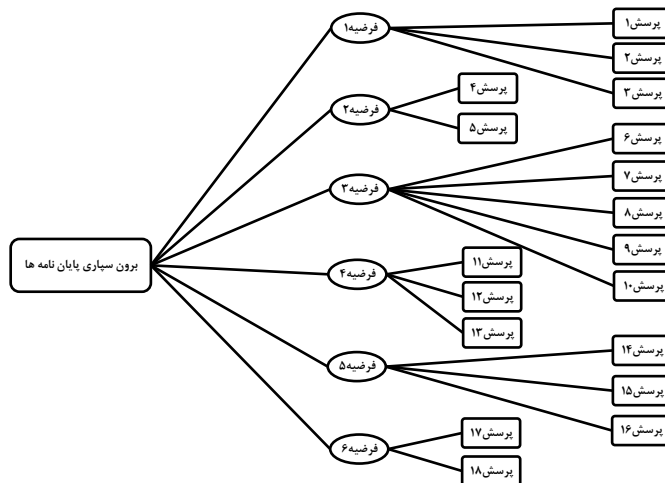 برون سپاری پایان نامه ها
فرضیه۱
پرسش۱
پرسش۲
پرسش۳
فرضیه۲
پرسش۴
پرسش۵
فرضیه۳
پرسش۶
پرسش۷
پرسش۸
پرسش۹
پرسش۱۰
فرضیه۴
پرسش۱۱
پرسش۱۲
پرسش۱۳
فرضیه۵
پرسش۱۴
پرسش۱۵
پرسش۱۶
فرضیه۶
پرسش۱۷
پرسش۱۸